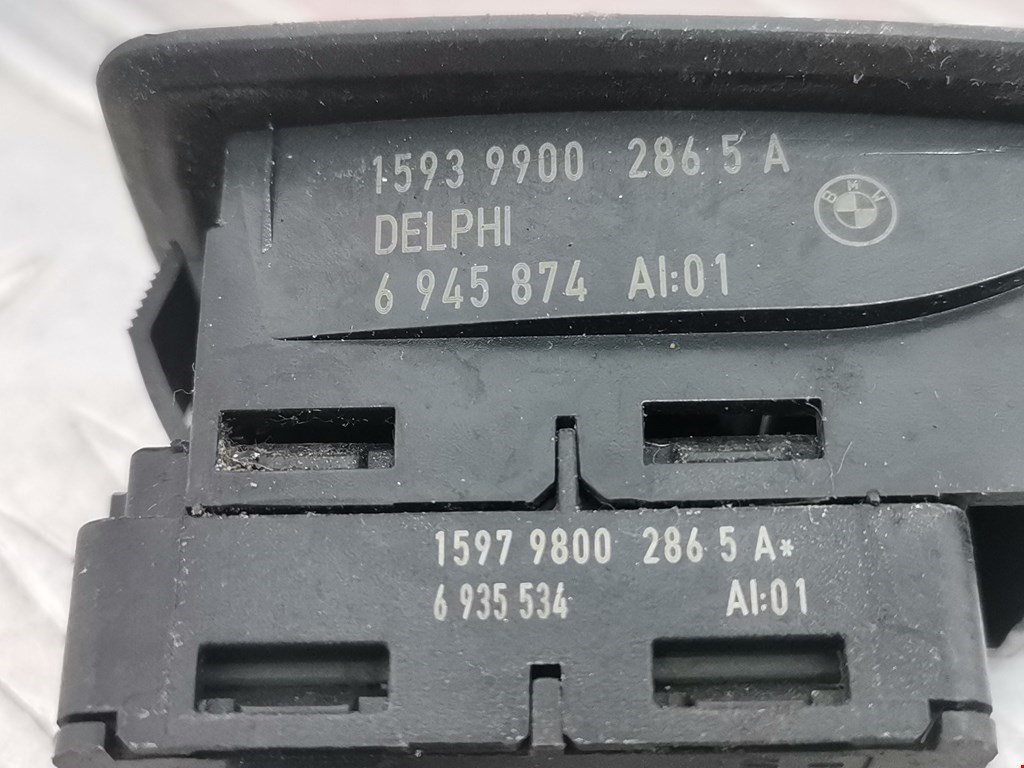 1593 9900 286 5 A
BMW
DELPHI
6 945 874 AI:01
1597 9800 286 5 A*
6 935 534 AI:01